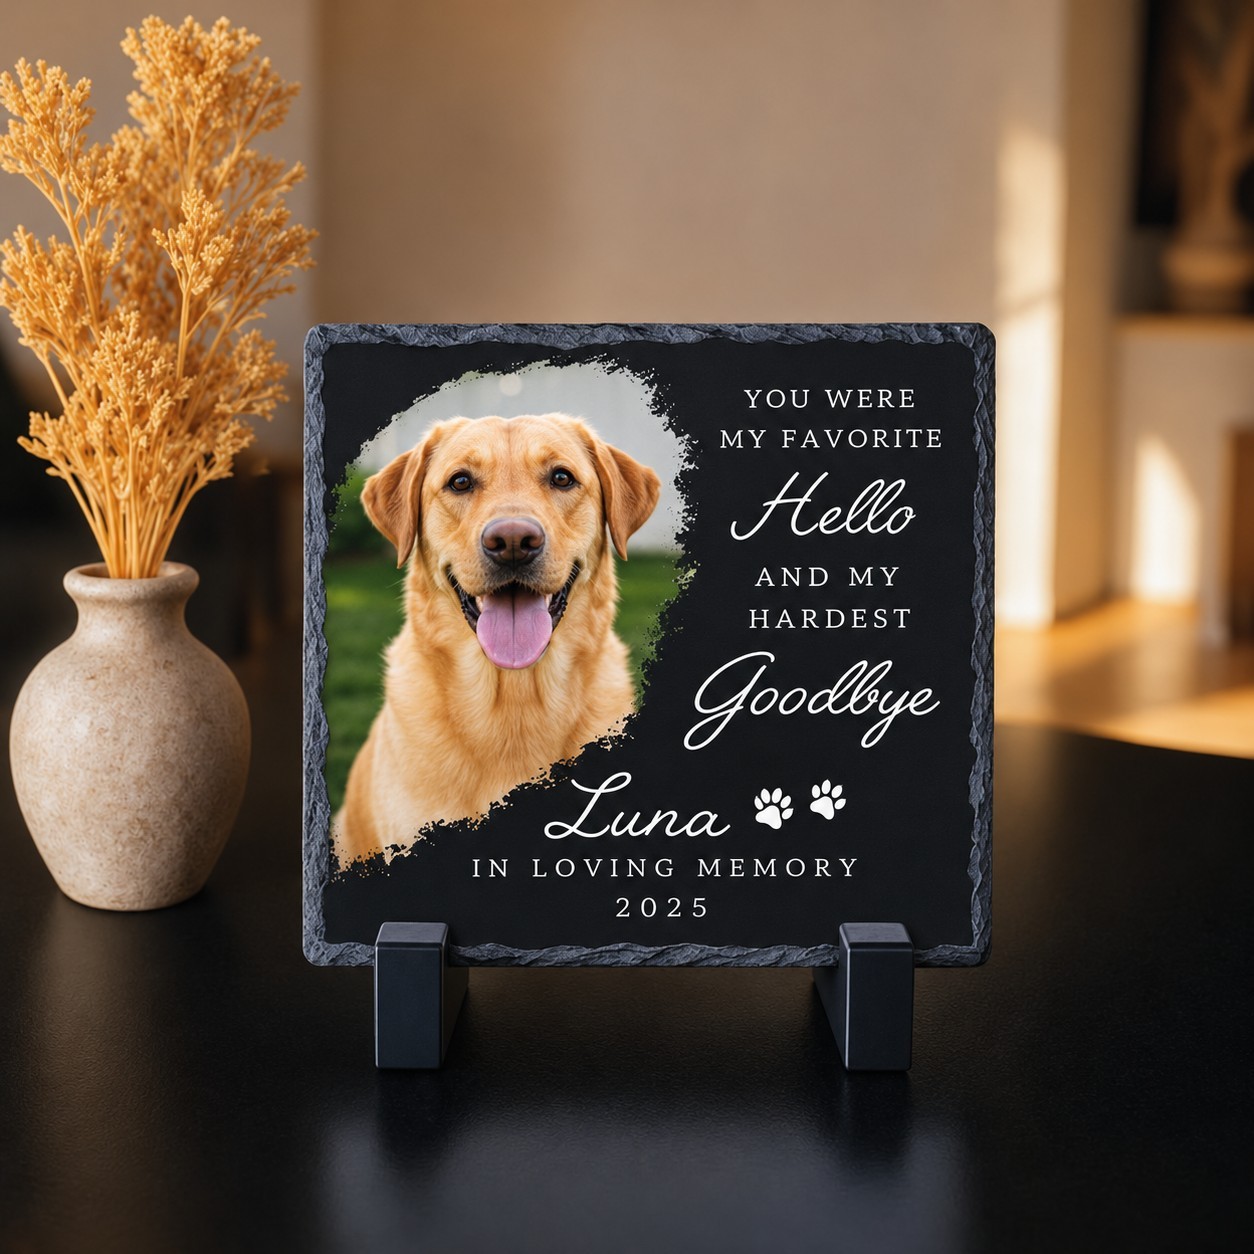 YOU WERE
MY FAVORITE
Hello
AND MY
HARDEST
Goodbye
Luna
IN LOVING MEMORY
2025